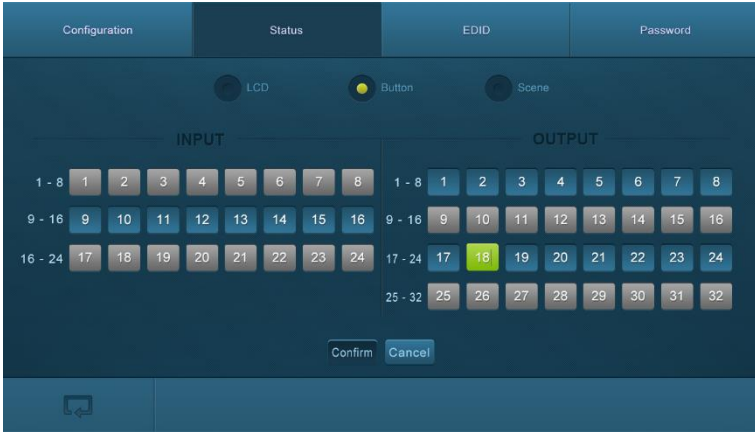 Configuration Status EDID Password
LCD Button Scene
INPUT OUTPUT
1 - 8 1 2 3 4 5 6 7 8 1 - 8 1 2 3 4 5 6 7 8
9 - 16 9 10 11 12 13 14 15 16 9 - 16 9 10 11 12 13 14 15 16
16 - 24 17 18 19 20 21 22 23 24 17 - 24 17 18 19 20 21 22 23 24
25 - 32 25 26 27 28 29 30 31 32
Confirm Cancel